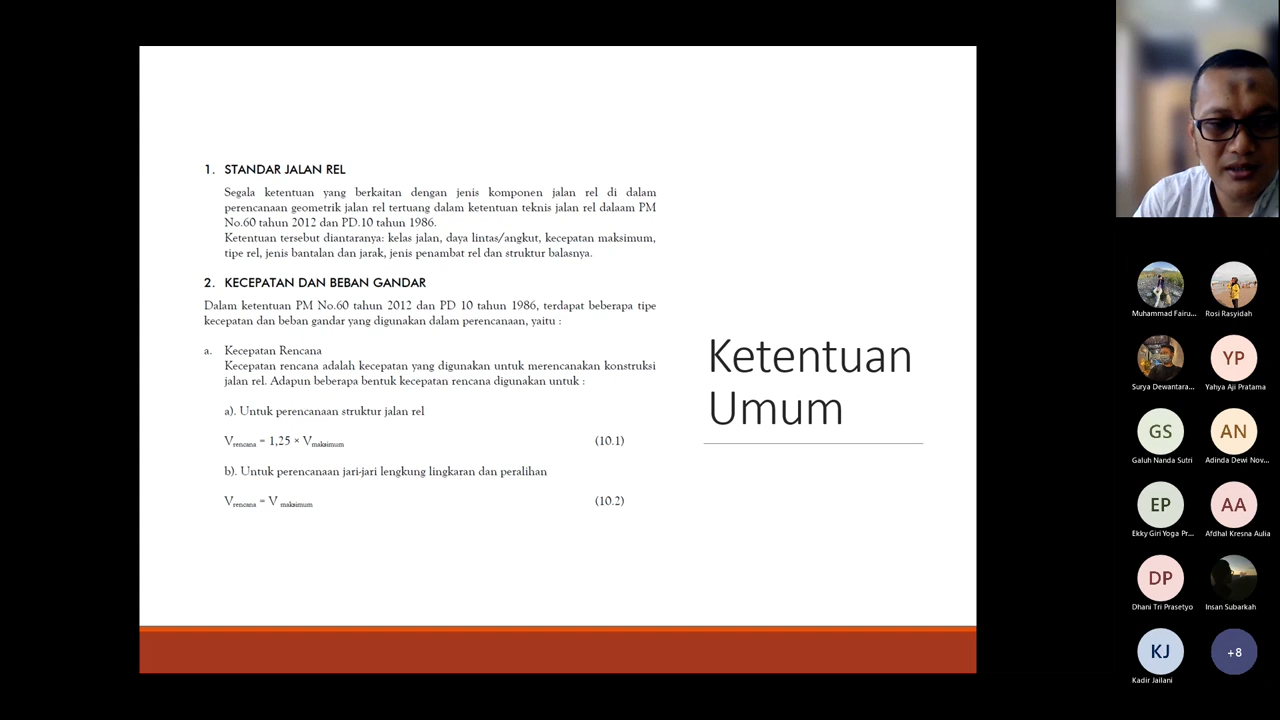 1. STANDAR JALAN REL
Segala ketentuan yang berkaitan dengan jenis komponen jalan rel di dalam
perencanaan geometrik jalan rel tertuang dalam ketentuan teknis jalan rel dalaam PM
No.60 tahun 2012 dan PD.10 tahun 1986.
Ketentuan tersebut diantaranya: kelas jalan, daya lintas/angkut, kecepatan maksimum,
tipe rel, jenis bantalan dan jarak, jenis penambat rel dan struktur balasnya.
2. KECEPATAN DAN BEBAN GANDAR
Dalam ketentuan PM No.60 tahun 2012 dan PD 10 tahun 1986, terdapat beberapa tipe
kecepatan dan beban gandar yang digunakan dalam perencanaan, yaitu :
a. Kecepatan Rencana
Kecepatan rencana adalah kecepatan yang digunakan untuk merencanakan konstruksi
jalan rel. Adapun beberapa bentuk kecepatan rencana digunakan untuk :
a). Untuk perencanaan struktur jalan rel
Vrencana = 1,25 × Vmaksimum (10.1)
b). Untuk perencanaan jari-jari lengkung lingkaran dan peralihan
Vrencana = V maksimum (10.2)
Ketentuan
Umum
Muhammad Fairu... Rosi Rasyidah
Surya Dewantara... YP Yahya Aji Pratama
GS Galuh Nanda Sutri AN Adinda Dewi Nov...
EP Ekky Giri Yoga Pr... AA Afdhal Kresna Aulia
DP Dhani Tri Prasetyo Insan Subarkah
KJ Kadir Jailani +8